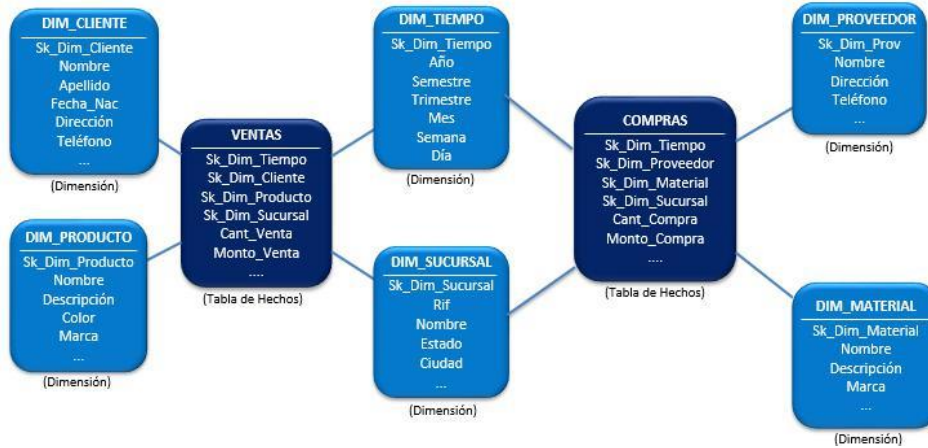 DIM_CLIENTE
Sk_Dim_Cliente
Nombre
Apellido
Fecha_Nac
Dirección
Teléfono
...
(Dimensión)
DIM_PRODUCTO
Sk_Dim_Producto
Nombre
Descripción
Color
Marca
...
(Dimensión)
VENTAS
Sk_Dim_Tiempo
Sk_Dim_Cliente
Sk_Dim_Producto
Sk_Dim_Sucursal
Cant_Venta
Monto_Venta
....
(Tabla de Hechos)
DIM_TIEMPO
Sk_Dim_Tiempo
Año
Semestre
Trimestre
Mes
Semana
Día
(Dimensión)
DIM_SUCURSAL
Sk_Dim_Sucursal
Rif
Nombre
Estado
Ciudad
...
(Dimensión)
COMPRAS
Sk_Dim_Tiempo
Sk_Dim_Proveedor
Sk_Dim_Material
Sk_Dim_Sucursal
Cant_Compra
Monto_Compra
....
(Tabla de Hechos)
DIM_PROVEEDOR
Sk_Dim_Prov
Nombre
Dirección
Teléfono
...
(Dimensión)
DIM_MATERIAL
Sk_Dim_Material
Nombre
Descripción
Marca
...
(Dimensión)